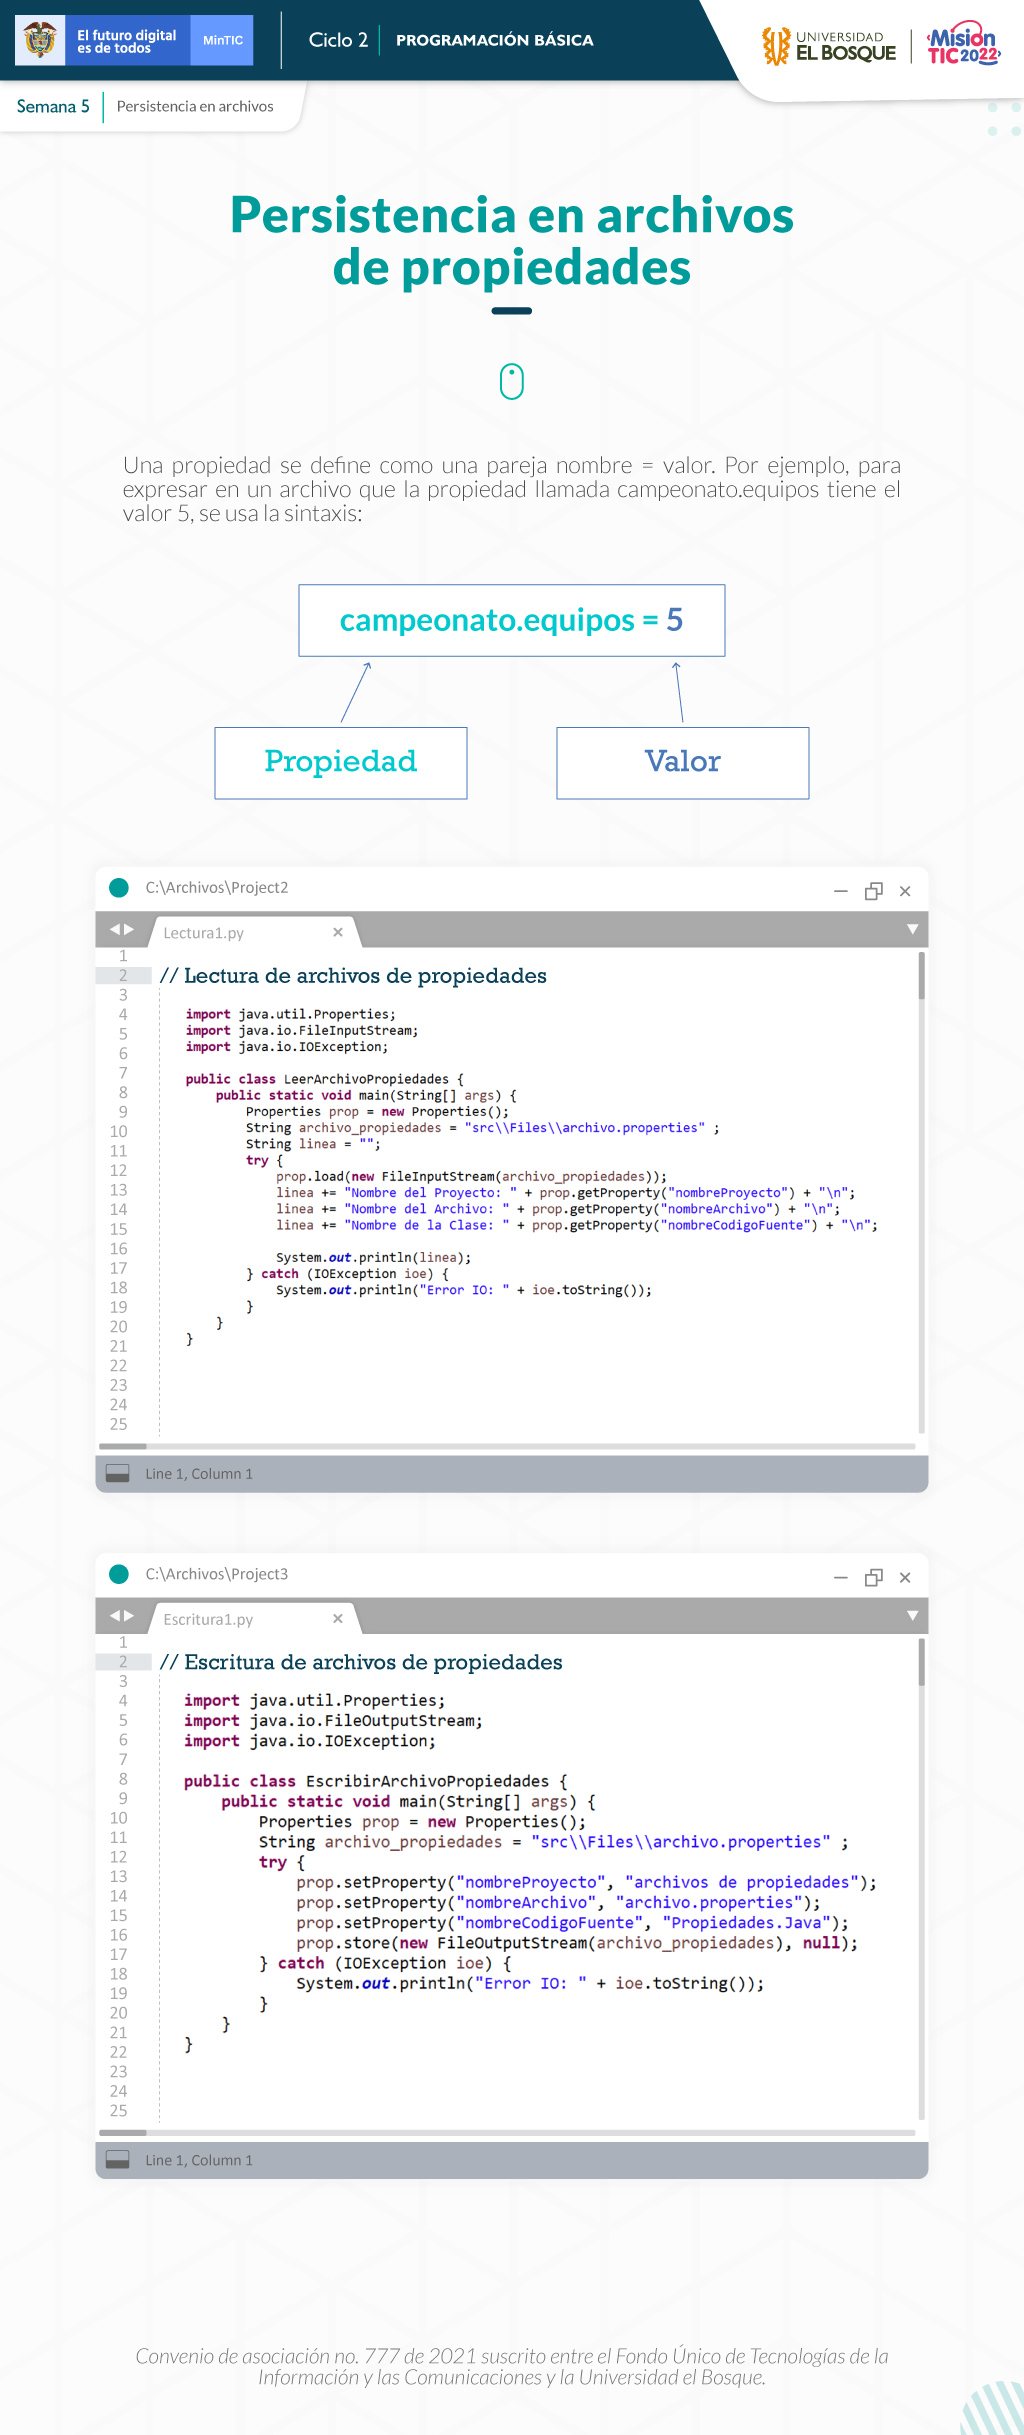 El futuro digital
es de todos
MinTIC
Ciclo 2
PROGRAMACIÓN BÁSICA
UNIVERSIDAD
EL BOSQUE
Misión
TIC2022
Semana 5
Persistencia en archivos
Persistencia en archivos
de propiedades
Una propiedad se define como una pareja nombre = valor. Por ejemplo, para
expresar en un archivo que la propiedad llamada campeonato.equipos tiene el
valor 5, se usa la sintaxis:
campeonato.equipos = 5
Propiedad
Valor
C:\Archivos\Project2
Lectura1.py
1
2 // Lectura de archivos de propiedades
3
4 import java.util.Properties;
5 import java.io.FileInputStream;
6 import java.io.IOException;
7
8 public class LeerArchivoPropiedades {
9 public static void main(String[] args) {
10 Properties prop = new Properties();
11 String archivo_propiedades = "src\\Files\\archivo.properties" ;
12 String linea = "";
13 try {
14 prop.load(new FileInputStream(archivo_propiedades));
15 linea += "Nombre del Proyecto: " + prop.getProperty("nombreProyecto") + "\n";
16 linea += "Nombre del Archivo: " + prop.getProperty("nombreArchivo") + "\n";
17 linea += "Nombre de la Clase: " + prop.getProperty("nombreCodigoFuente") + "\n";
18
19 System.out.println(linea);
20 } catch (IOException ioe) {
21 System.out.println("Error IO: " + ioe.toString());
22 }
23 }
24 }
25
Line 1, Column 1
C:\Archivos\Project3
Escritura1.py
1
2 // Escritura de archivos de propiedades
3
4 import java.util.Properties;
5 import java.io.FileOutputStream;
6 import java.io.IOException;
7
8 public class EscribirArchivoPropiedades {
9 public static void main(String[] args) {
10 Properties prop = new Properties();
11 String archivo_propiedades = "src\\Files\\archivo.properties" ;
12 try {
13 prop.setProperty("nombreProyecto", "archivos de propiedades");
14 prop.setProperty("nombreArchivo", "archivo.properties");
15 prop.setProperty("nombreCodigoFuente", "Propiedades.Java");
16 prop.store(new FileOutputStream(archivo_propiedades), null);
17 } catch (IOException ioe) {
18 System.out.println("Error IO: " + ioe.toString());
19 }
20 }
21 }
22
23
24
25
Line 1, Column 1
Convenio de asociación no. 777 de 2021 suscrito entre el Fondo Único de Tecnologías de la
Información y las Comunicaciones y la Universidad el Bosque.